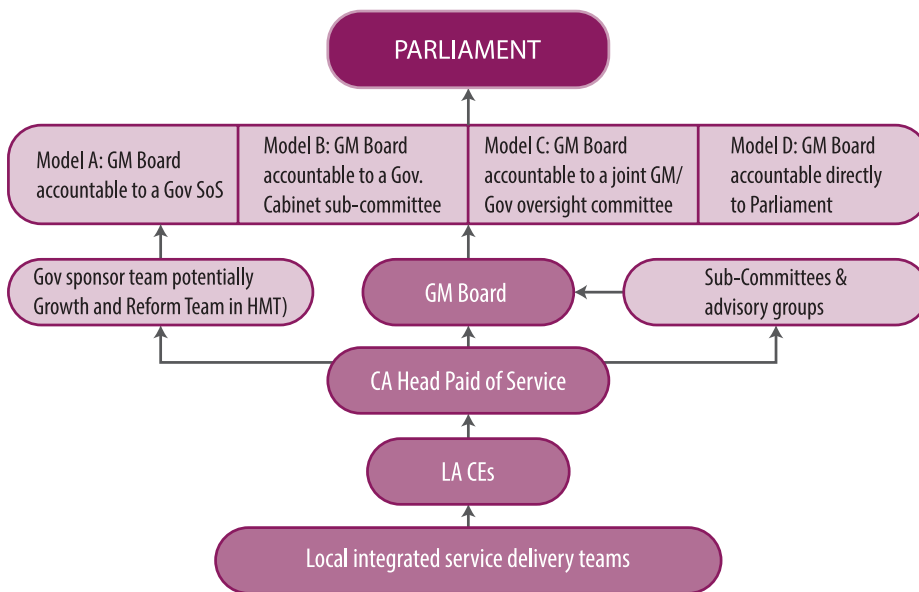 PARLIAMENT
Model A: GM Board
accountable to a Gov SoS
Model B: GM Board
accountable to a Gov.
Cabinet sub-committee
Model C: GM Board
accountable to a joint GM/
Gov oversight committee
Model D: GM Board
accountable directly
to Parliament
Gov sponsor team potentially
Growth and Reform Team in HMT)
GM Board
Sub-Committees &
advisory groups
CA Head Paid of Service
LA CEs
Local integrated service delivery teams